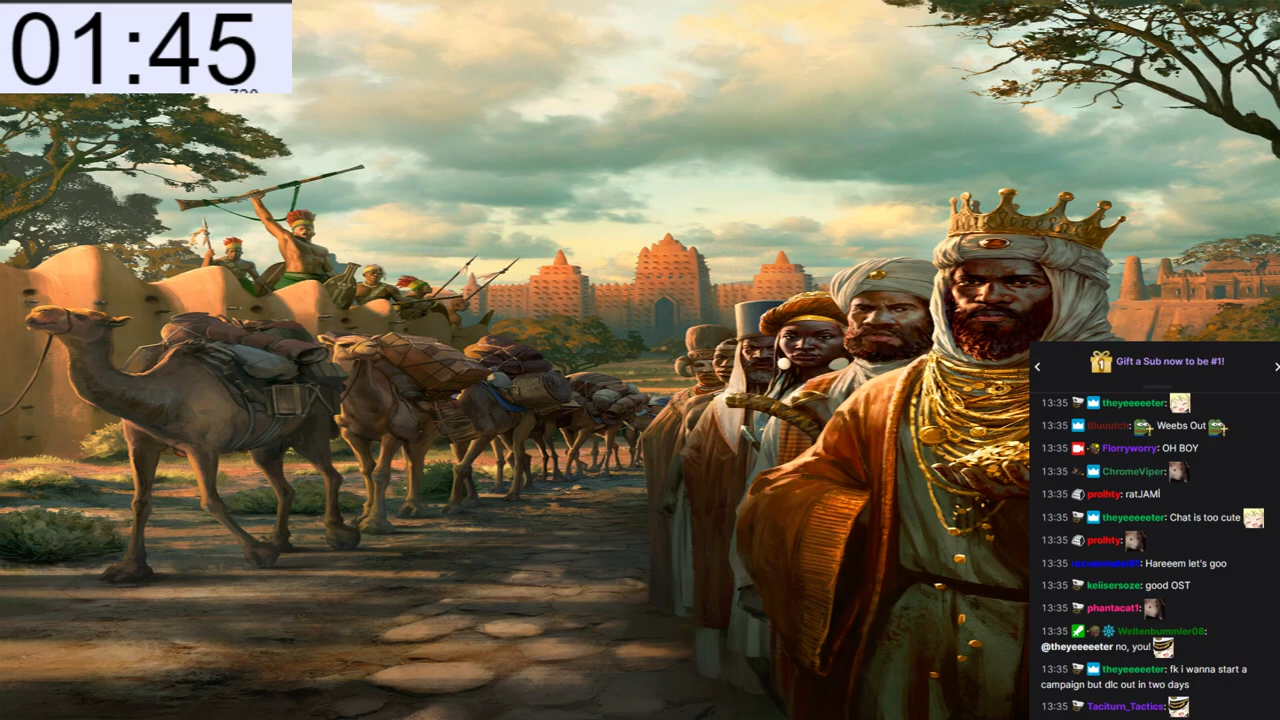 01:45
Gift a Sub now to be #1!
13:35 theyeeeeeter:
13:35 Bluuutch: Weebs Out
13:35 Florryworry: OH BOY
13:35 ChromeViper:
13:35 prolhty: ratJAMİ
13:35 theyeeeeeter: Chat is too cute
13:35 prolhty:
13:35 : Hareeem let's goo
13:35 keiisersoze: good OST
13:35 phantacat1:
13:35 Weltenbummler08:
@theyeeeeeter no, you!
13:35 theyeeeeeter: fk i wanna start a
campaign but dlc out in two days
13:35 Taciturn_Tactics: